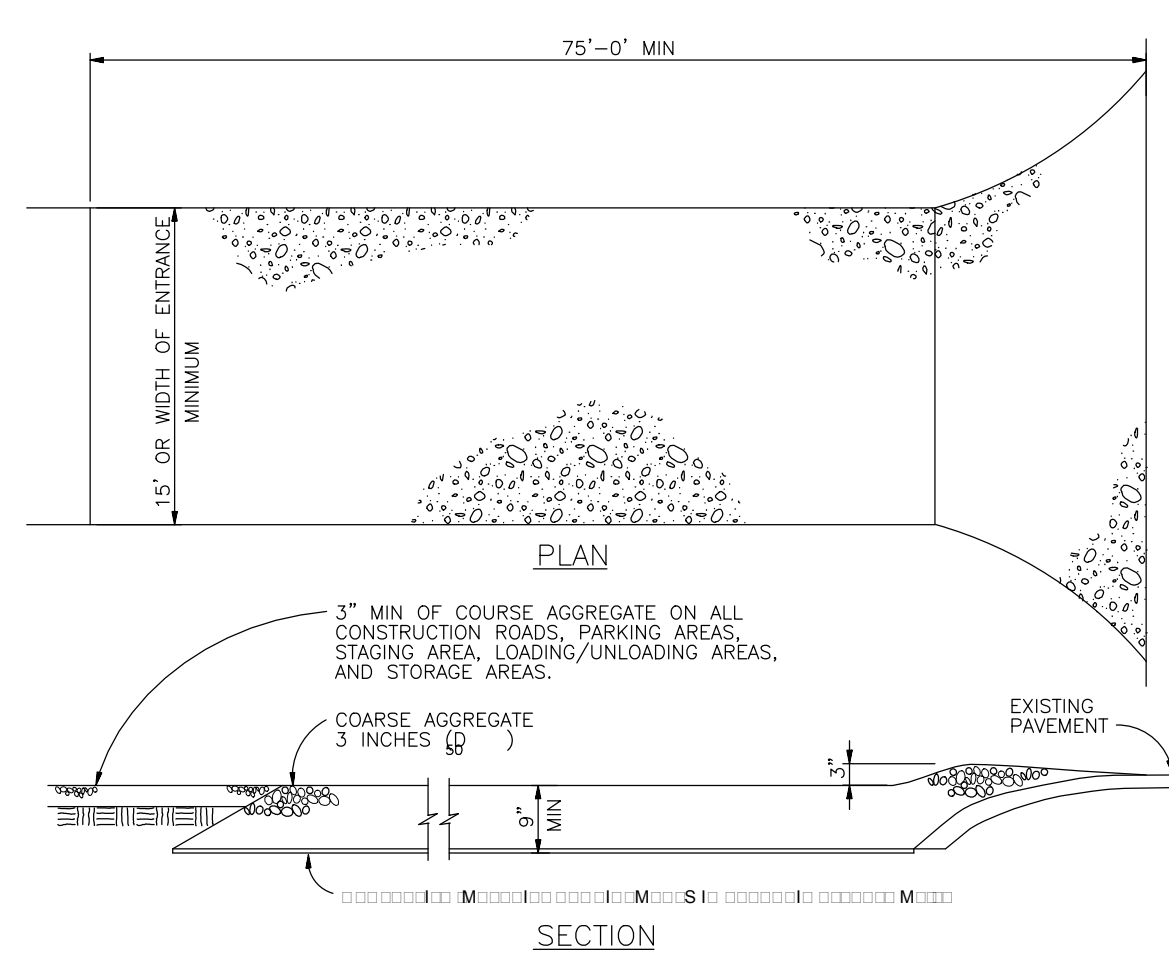 75'-0' MIN
15' OR WIDTH OF ENTRANCE
MINIMUM
PLAN
3" MIN OF COURSE AGGREGATE ON ALL
CONSTRUCTION ROADS, PARKING AREAS,
STAGING AREA, LOADING/UNLOADING AREAS,
AND STORAGE AREAS.
COARSE AGGREGATE
3 INCHES (D50 )
EXISTING
PAVEMENT
3"
9"
MIN
SECTION